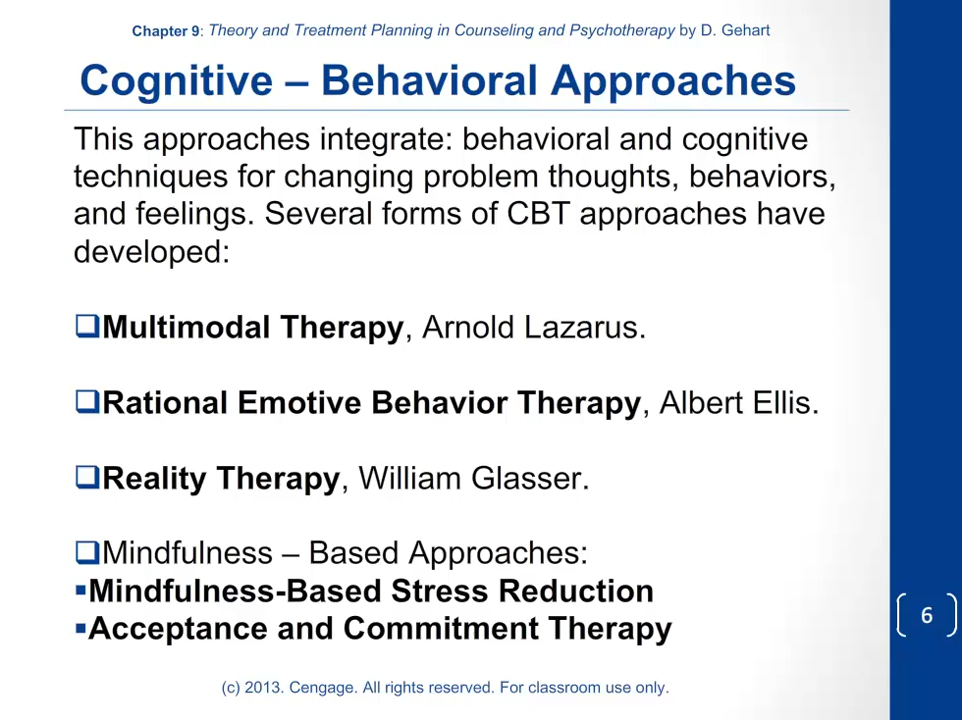 Chapter 9: Theory and Treatment Planning in Counseling and Psychotherapy by D. Gehart
Cognitive – Behavioral Approaches
This approaches integrate: behavioral and cognitive
techniques for changing problem thoughts, behaviors,
and feelings. Several forms of CBT approaches have
developed:
❑Multimodal Therapy, Arnold Lazarus.
❑Rational Emotive Behavior Therapy, Albert Ellis.
❑Reality Therapy, William Glasser.
❑Mindfulness – Based Approaches:
▪Mindfulness-Based Stress Reduction
▪Acceptance and Commitment Therapy
6
(c) 2013. Cengage. All rights reserved. For classroom use only.